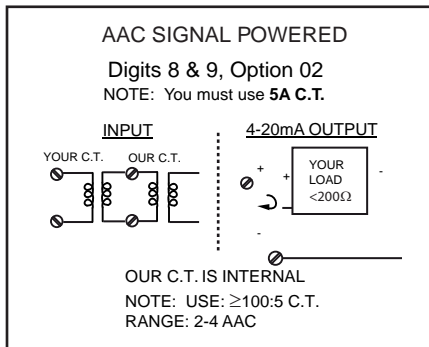 AAC SIGNAL POWERED
Digits 8 & 9, Option 02
NOTE: You must use 5A C.T.
INPUT
4-20mA OUTPUT
YOUR C.T. OUR C.T.
+ + YOUR LOAD <200Ω -
-
OUR C.T. IS INTERNAL
NOTE: USE: ≥100:5 C.T.
RANGE: 2-4 AAC